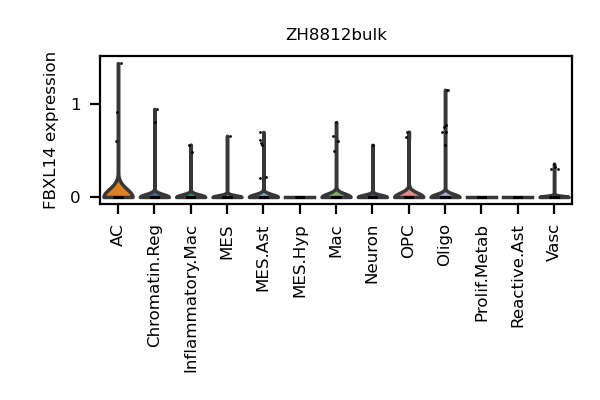 ZH8812bulk
FBXL14 expression
1
0
AC
Chromatin.Reg
Inflammatory.Mac
MES
MES.Ast
MES.Hyp
Mac
Neuron
OPC
Oligo
Prolif.Metab
Reactive.Ast
Vasc